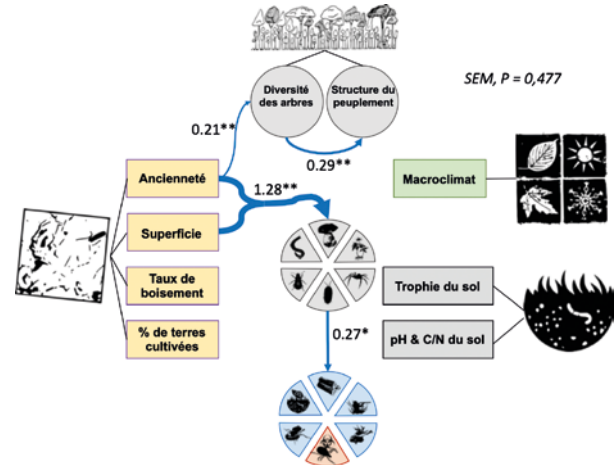 SEM, P = 0,477
Diversité
des arbres
Structure du
peuplement
0.21**
0.29**
Ancienneté
1.28**
Macroclimat
Superficie
Taux de
boisement
Trophie du sol
% de terres
cultivées
0.27*
pH & C/N du sol